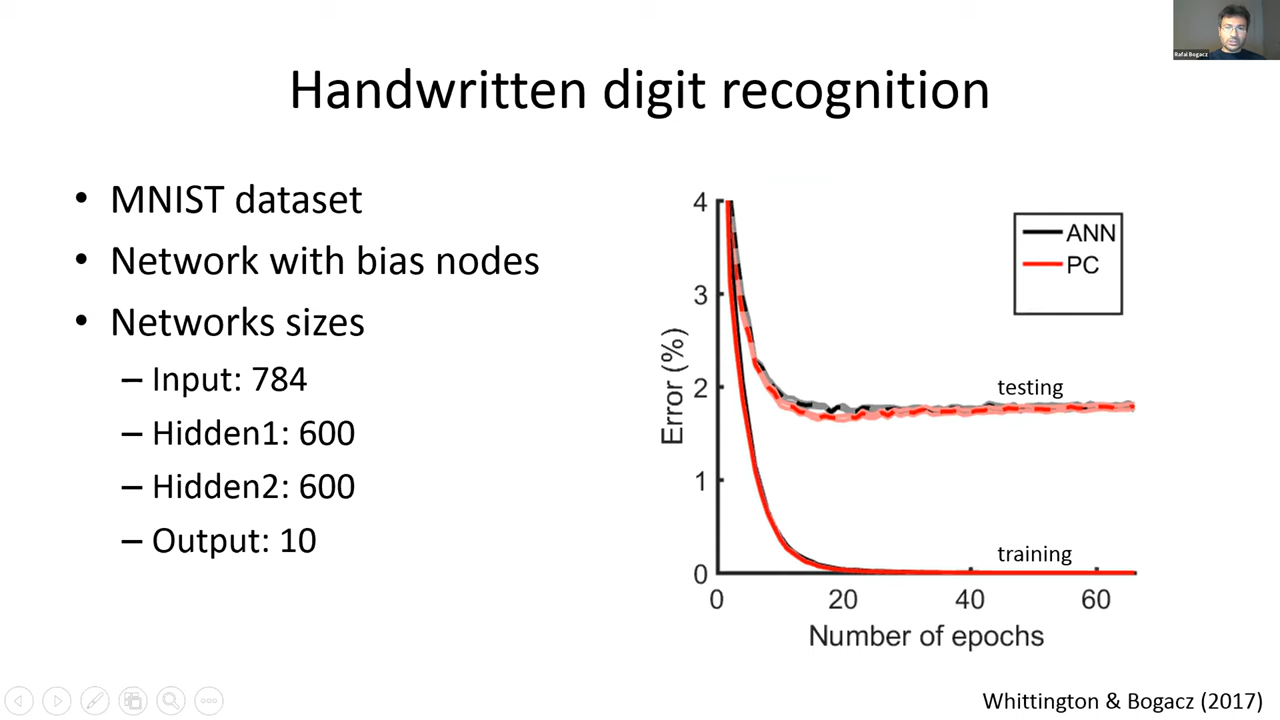 Rafal Bogacz
Handwritten digit recognition
• MNIST dataset
• Network with bias nodes
• Networks sizes
– Input: 784
– Hidden1: 600
– Hidden2: 600
– Output: 10
4
3
2
1
0
Error (%)
ANN
PC
testing
training
0 20 40 60
Number of epochs
Whittington & Bogacz (2017)